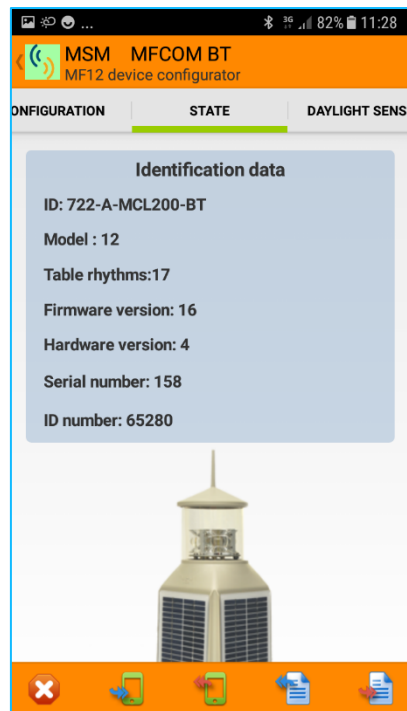 ... 3G 82% 11:28
MSM MFCOM BT
MF12 device configurator
ONFIGURATION STATE DAYLIGHT SENS
Identification data
ID: 722-A-MCL200-BT
Model : 12
Table rhythms:17
Firmware version: 16
Hardware version: 4
Serial number: 158
ID number: 65280